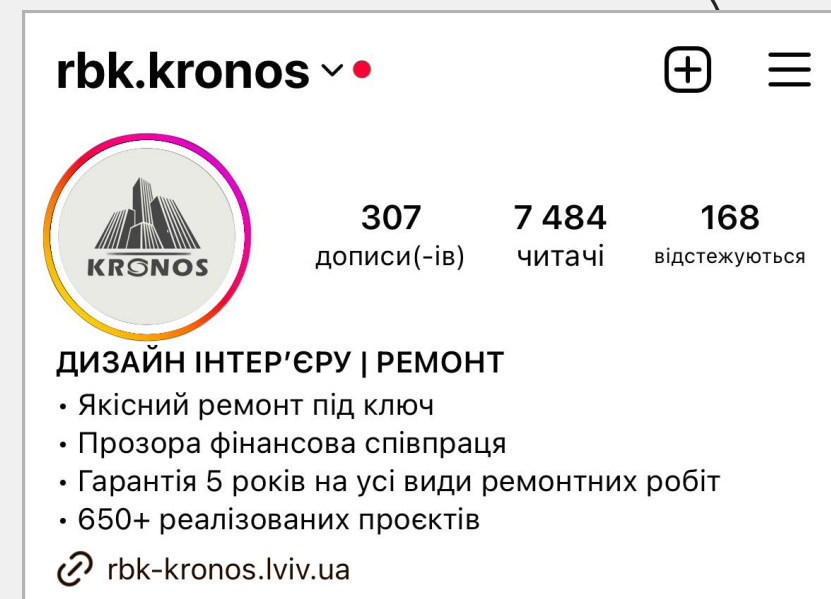 rbk.kronos
KRONOS
307 7 484 168
дописи(-ів) читачі відстежуються
ДИЗАЙН ІНТЕР’ЄРУ | РЕМОНТ
• Якісний ремонт під ключ
• Прозора фінансова співпраця
• Гарантія 5 років на усі види ремонтних робіт
• 650+ реалізованих проєктів
rbk-kronos.lviv.ua